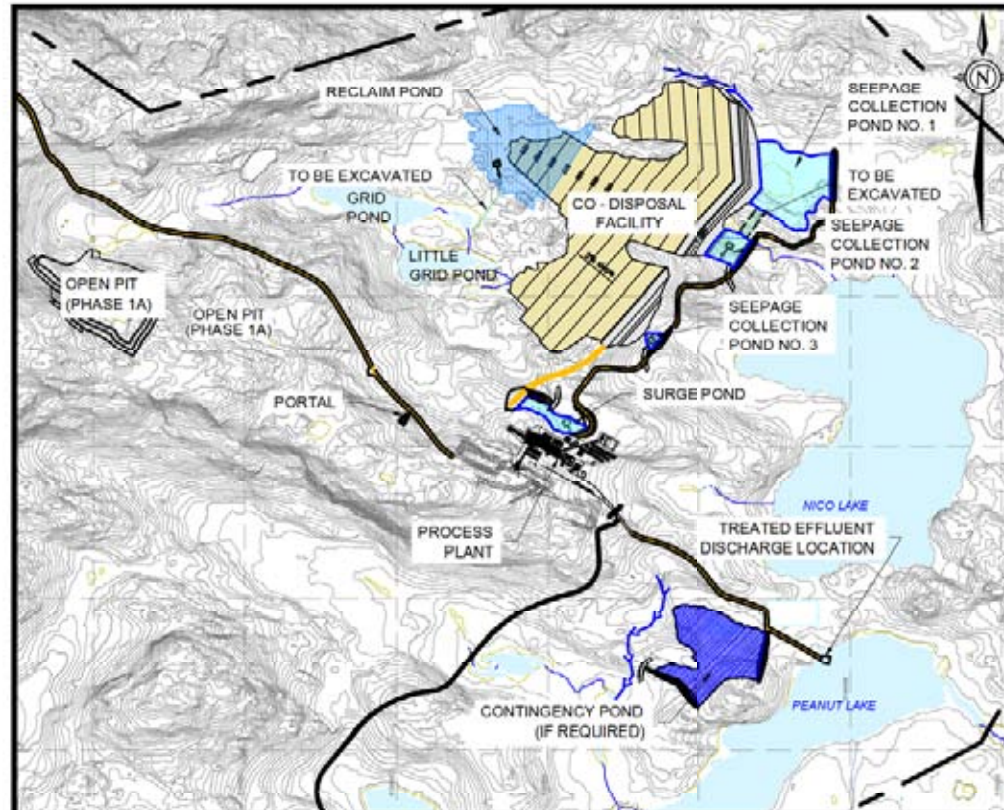 RECLAIM POND
N
SEEPAGE
COLLECTION
POND NO. 1
TO BE EXCAVATED
GRID
POND
TO BE
EXCAVATED
CO - DISPOSAL
FACILITY
SEEPAGE
COLLECTION
POND NO. 2
LITTLE
GRID POND
OPEN PIT
(PHASE 1A)
OPEN PIT
(PHASE 1A)
SEEPAGE
COLLECTION
POND NO. 3
PORTAL
SURGE POND
NICO LAKE
PROCESS
PLANT
TREATED EFFLUENT
DISCHARGE LOCATION
CONTINGENCY POND
(IF REQUIRED)
PEANUT LAKE